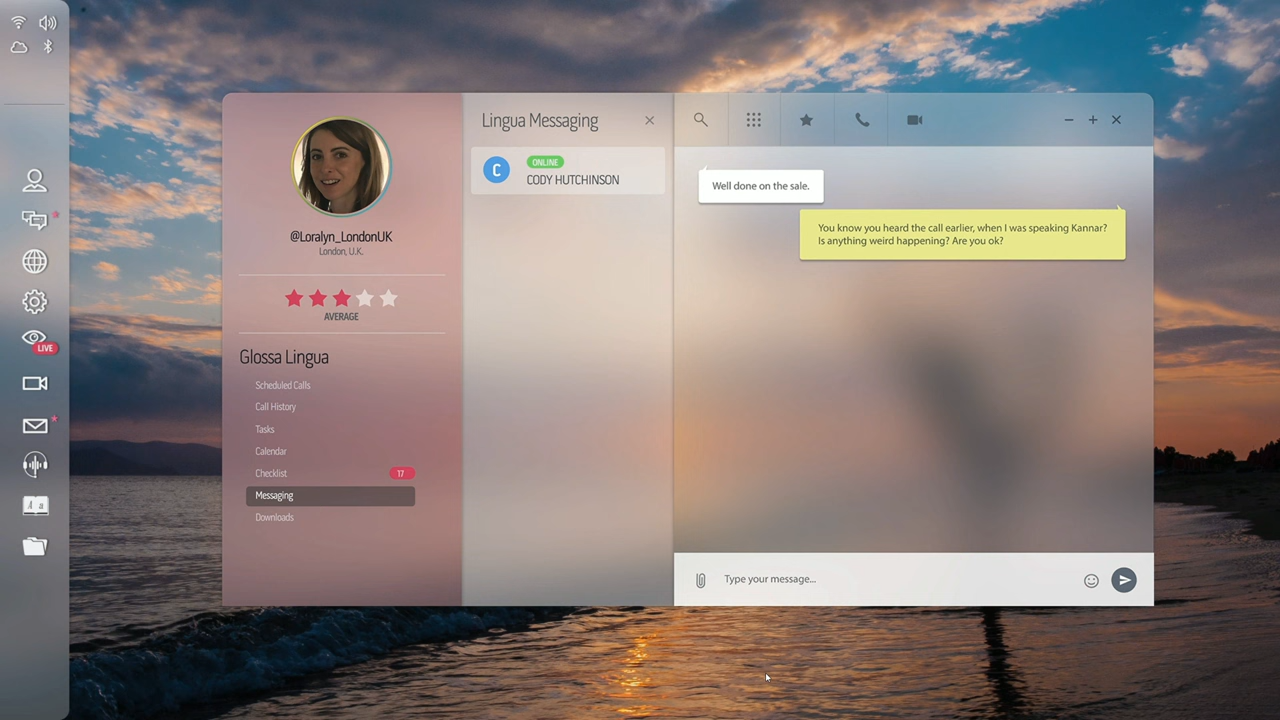 LIVE
A a
@Loralyn_LondonUK
London, U.K.
AVERAGE
Glossa Lingua
Scheduled Calls
Call History
Tasks
Calendar
Checklist 17
Messaging
Downloads
Lingua Messaging
C
ONLINE
CODY HUTCHINSON
Well done on the sale.
You know you heard the call earlier, when I was speaking Kannar?
Is anything weird happening? Are you ok?
Type your message...